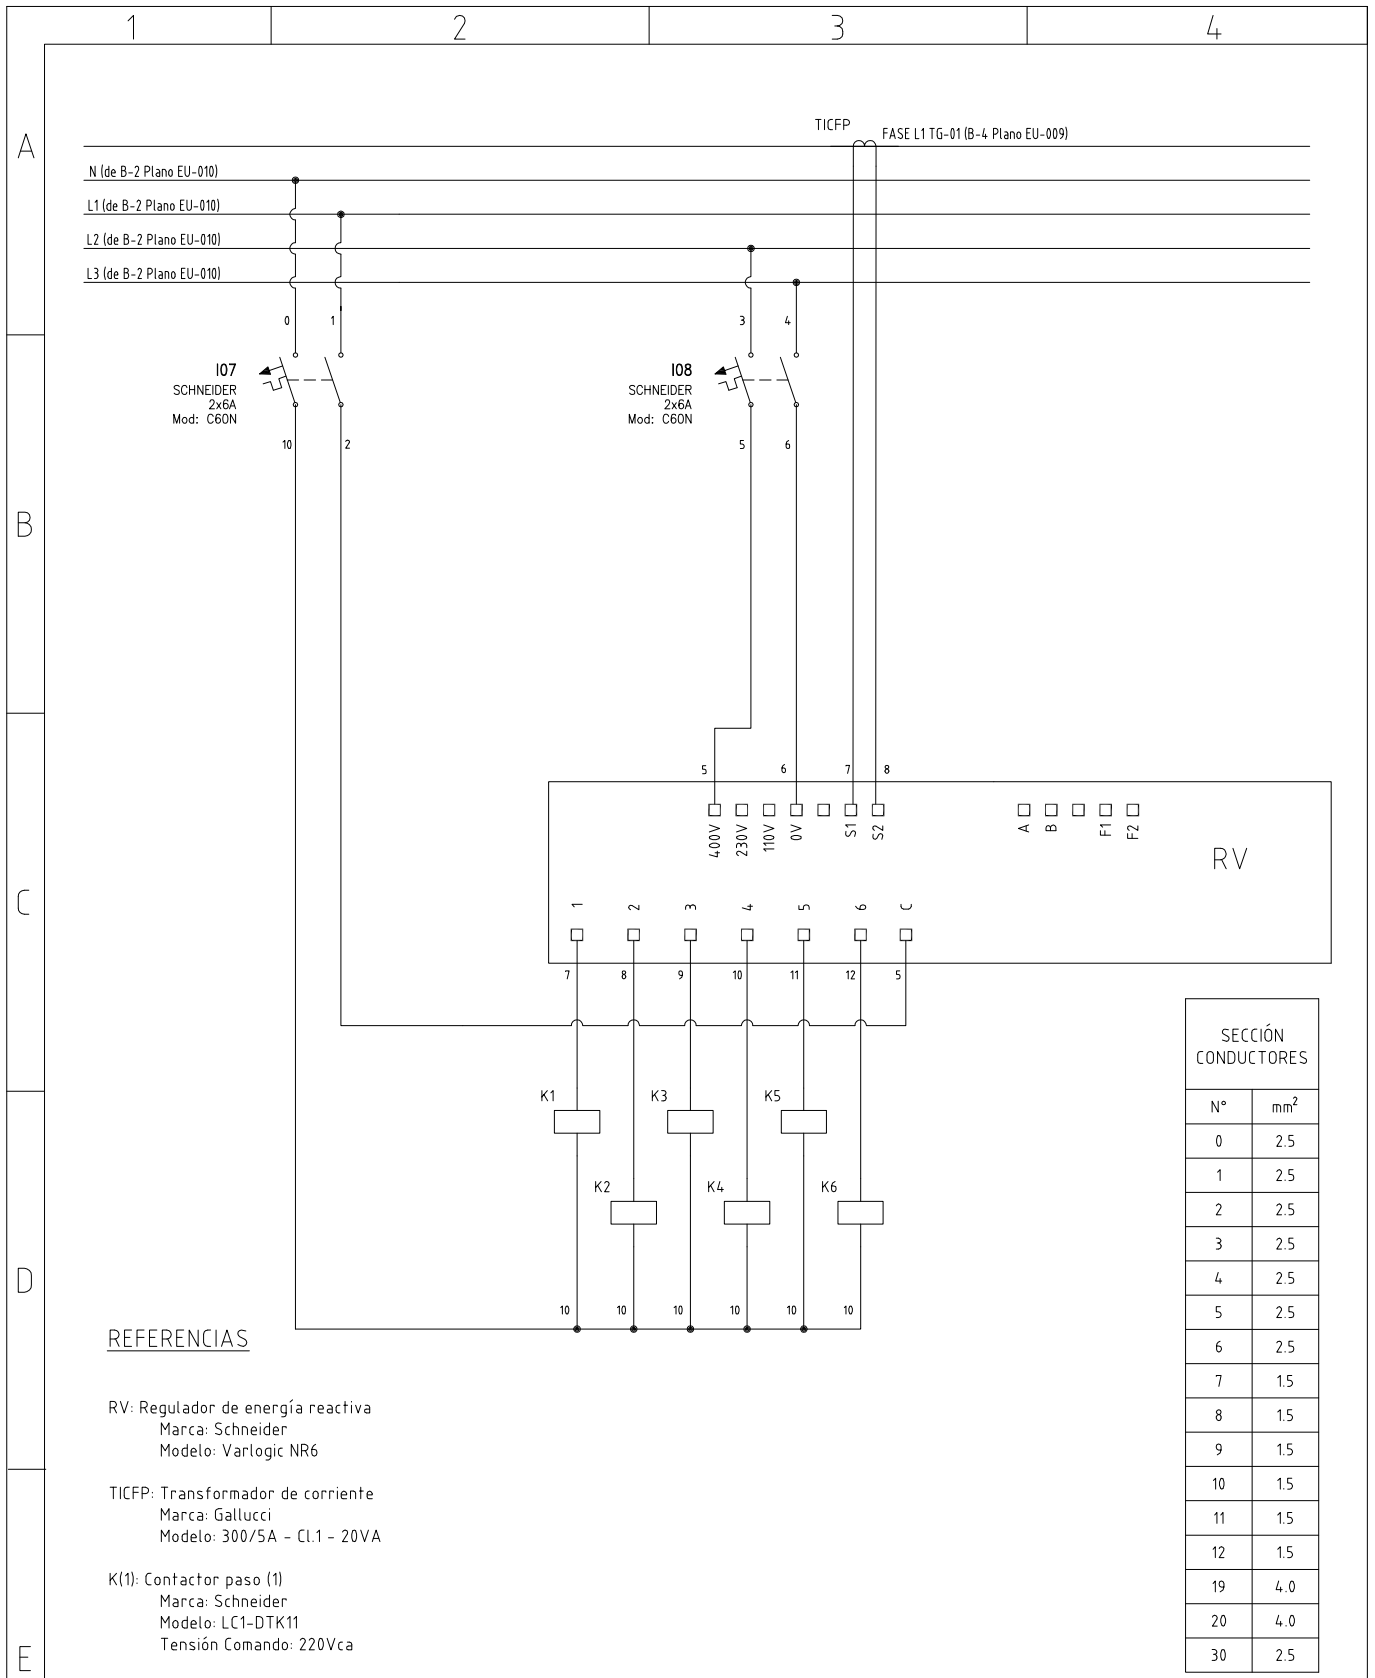 1 2 3 4
A
B
C
D
E
TICFP
FASE L1 TG-01 (B-4 Plano EU-009)
N (de B-2 Plano EU-010)
L1 (de B-2 Plano EU-010)
L2 (de B-2 Plano EU-010)
L3 (de B-2 Plano EU-010)
0 1 3 4
I07
SCHNEIDER
2x6A
Mod: C60N
I08
SCHNEIDER
2x6A
Mod: C60N
10 2 5 6
5 6 7 8
400V 230V 110V 0V S1 S2 A B F1 F2
RV
1 2 3 4 5 6 C
7 8 9 10 11 12 5
K1 K3 K5
K2 K4 K6
10 10 10 10 10 10
SECCIÓN
CONDUCTORES
N° mm²
0 2.5
1 2.5
2 2.5
3 2.5
4 2.5
5 2.5
6 2.5
7 1.5
8 1.5
9 1.5
10 1.5
11 1.5
12 1.5
19 4.0
20 4.0
30 2.5
REFERENCIAS
RV: Regulador de energía reactiva
Marca: Schneider
Modelo: Varlogic NR6
TICFP: Transformador de corriente
Marca: Gallucci
Modelo: 300/5A - Cl.1 - 20VA
K(1): Contactor paso (1)
Marca: Schneider
Modelo: LC1-DTK11
Tensión Comando: 220Vca